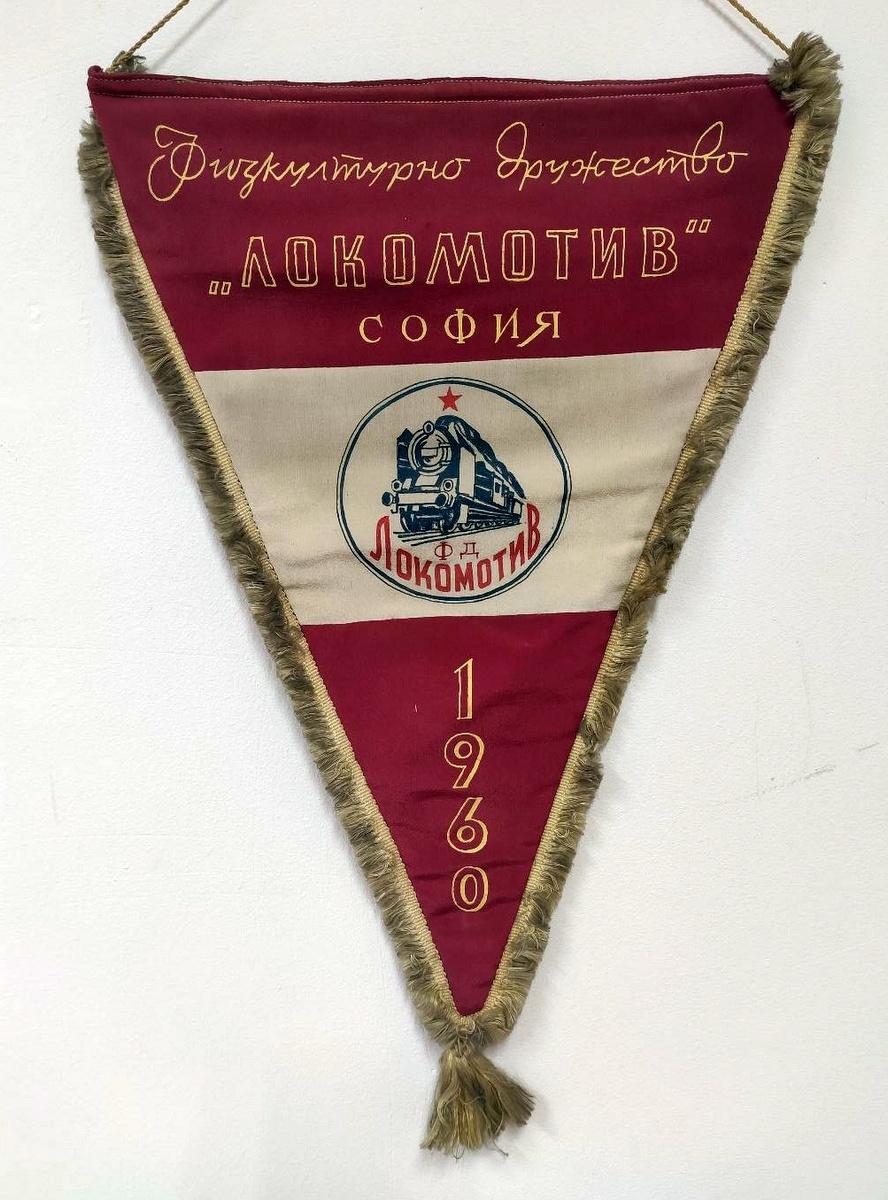 Физкултурно дружество
„ЛОКОМОТИВ“
СОФИЯ
ФД
ЛОКОМОТИВ
1960